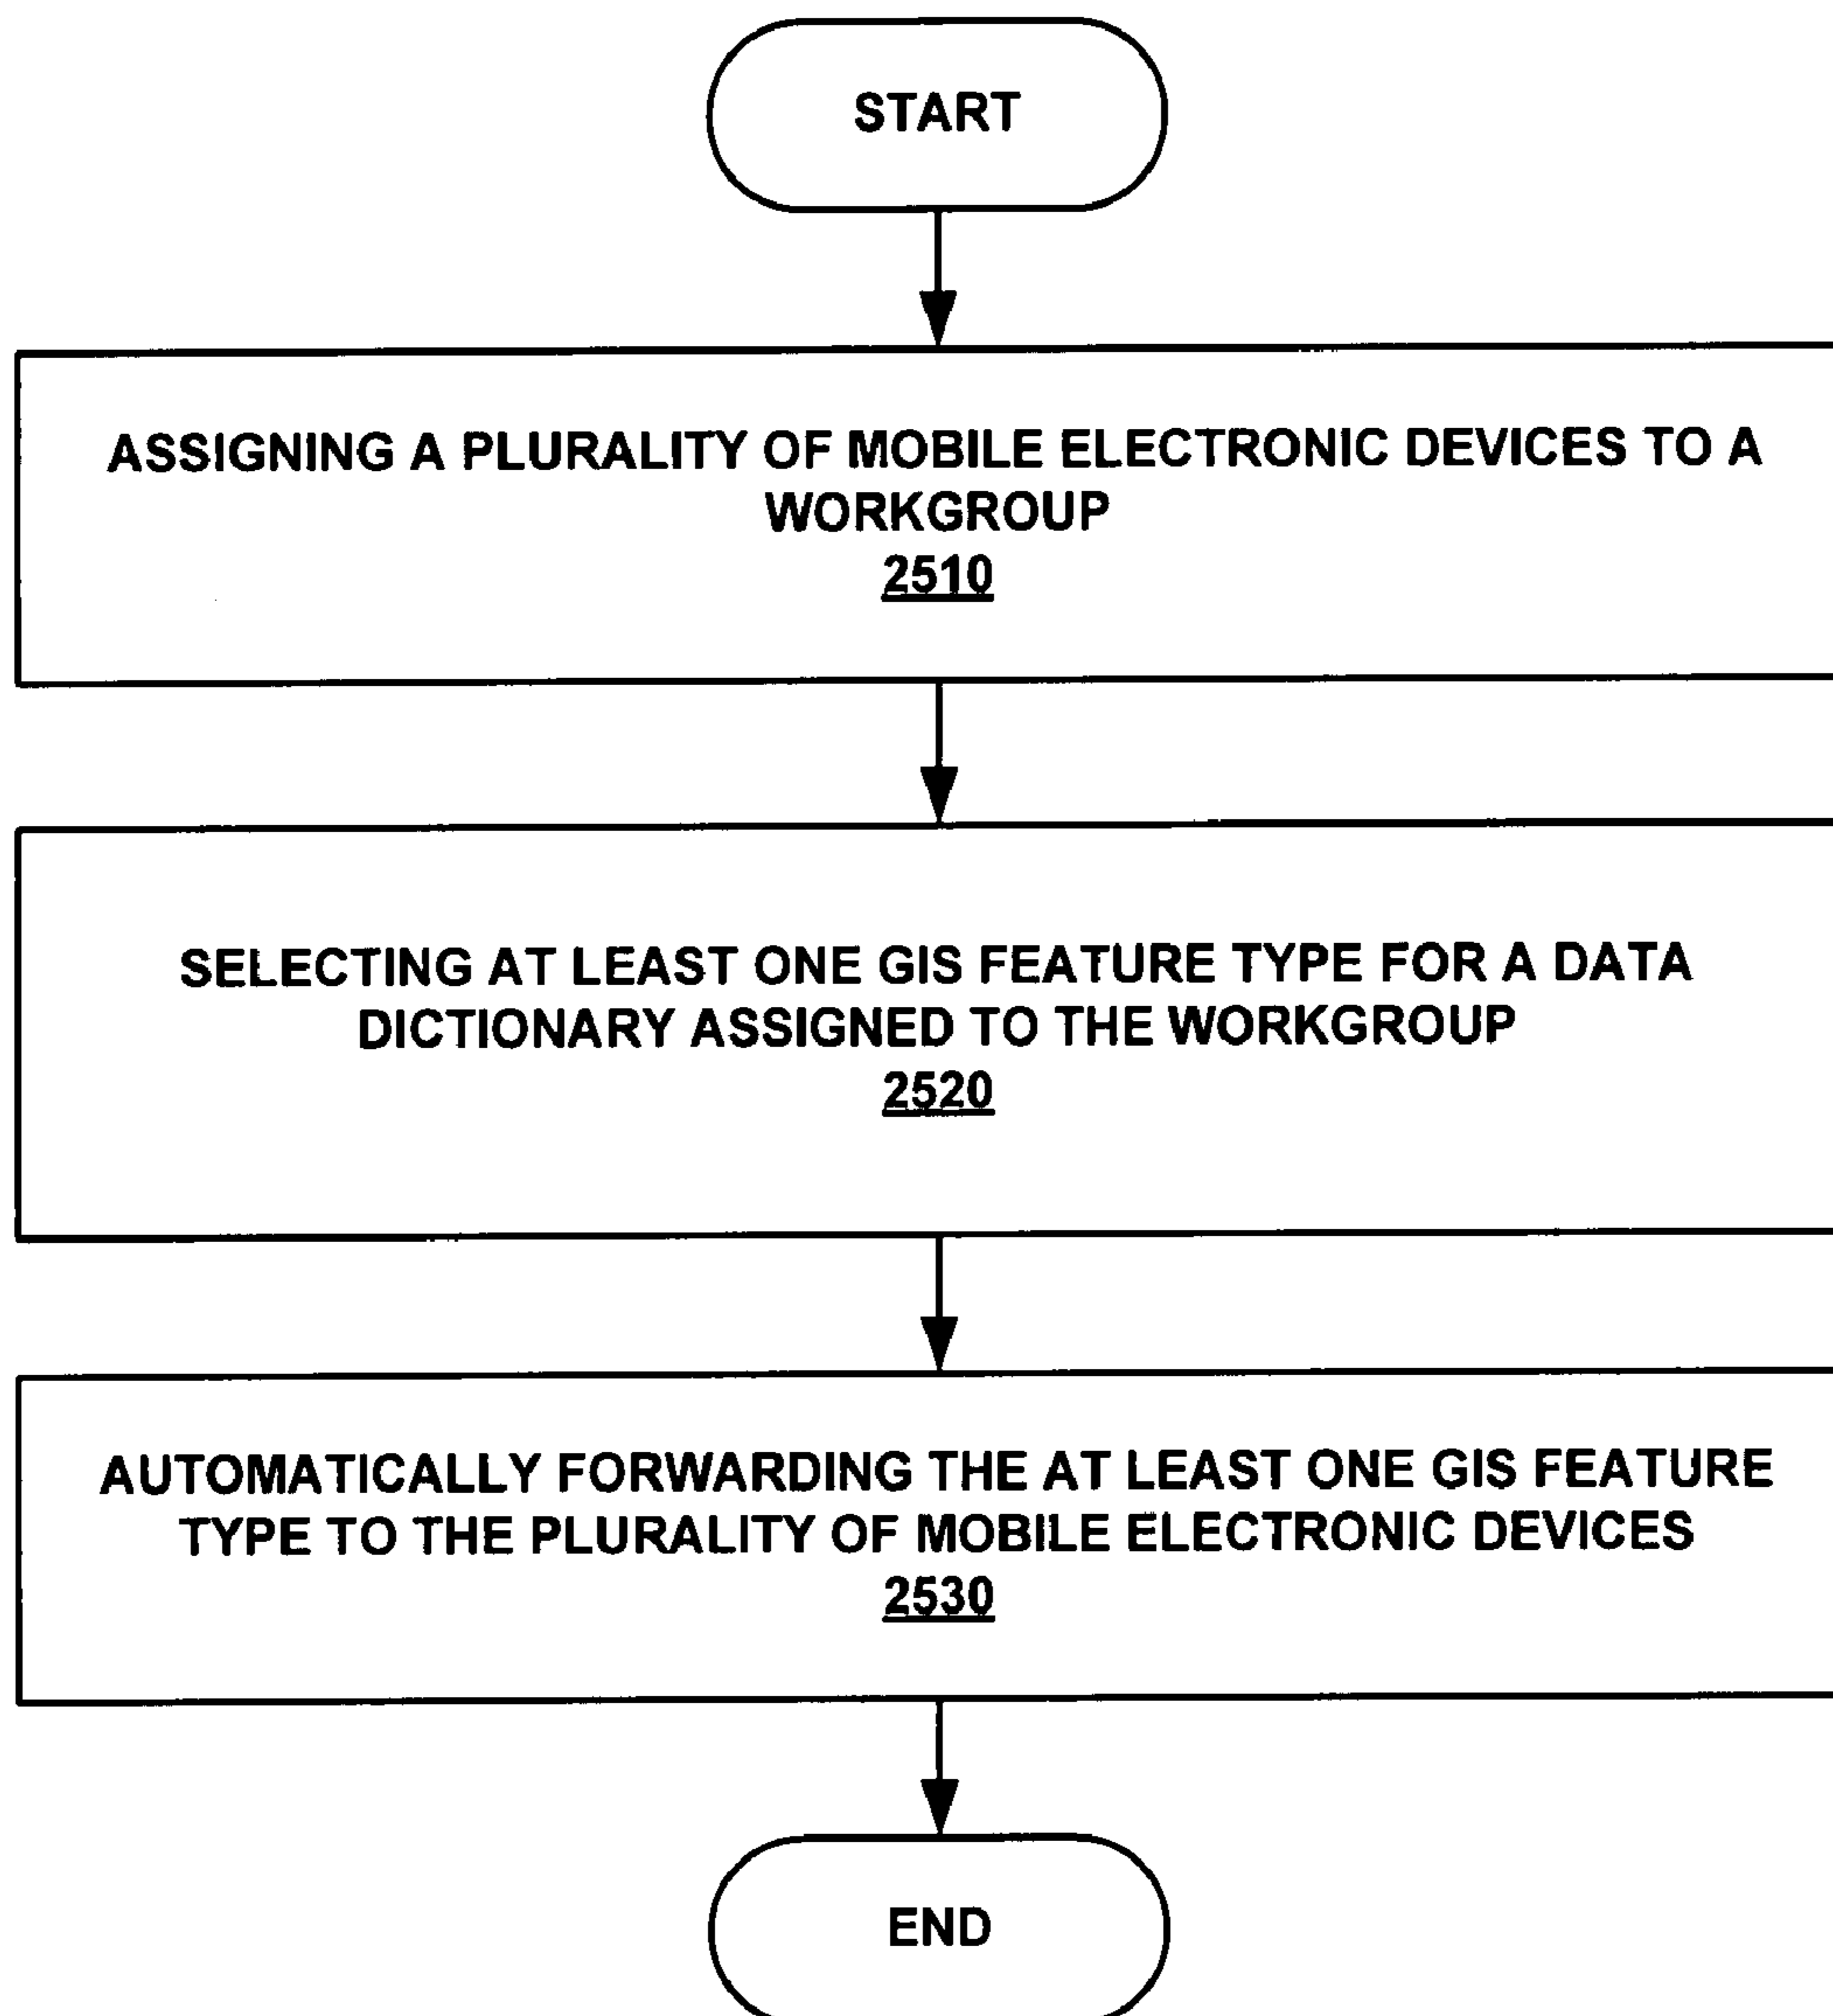 START
ASSIGNING A PLURALITY OF MOBILE ELECTRONIC DEVICES TO A
WORKGROUP
2510
SELECTING AT LEAST ONE GIS FEATURE TYPE FOR A DATA
DICTIONARY ASSIGNED TO THE WORKGROUP
2520
AUTOMATICALLY FORWARDING THE AT LEAST ONE GIS FEATURE
TYPE TO THE PLURALITY OF MOBILE ELECTRONIC DEVICES
2530
END